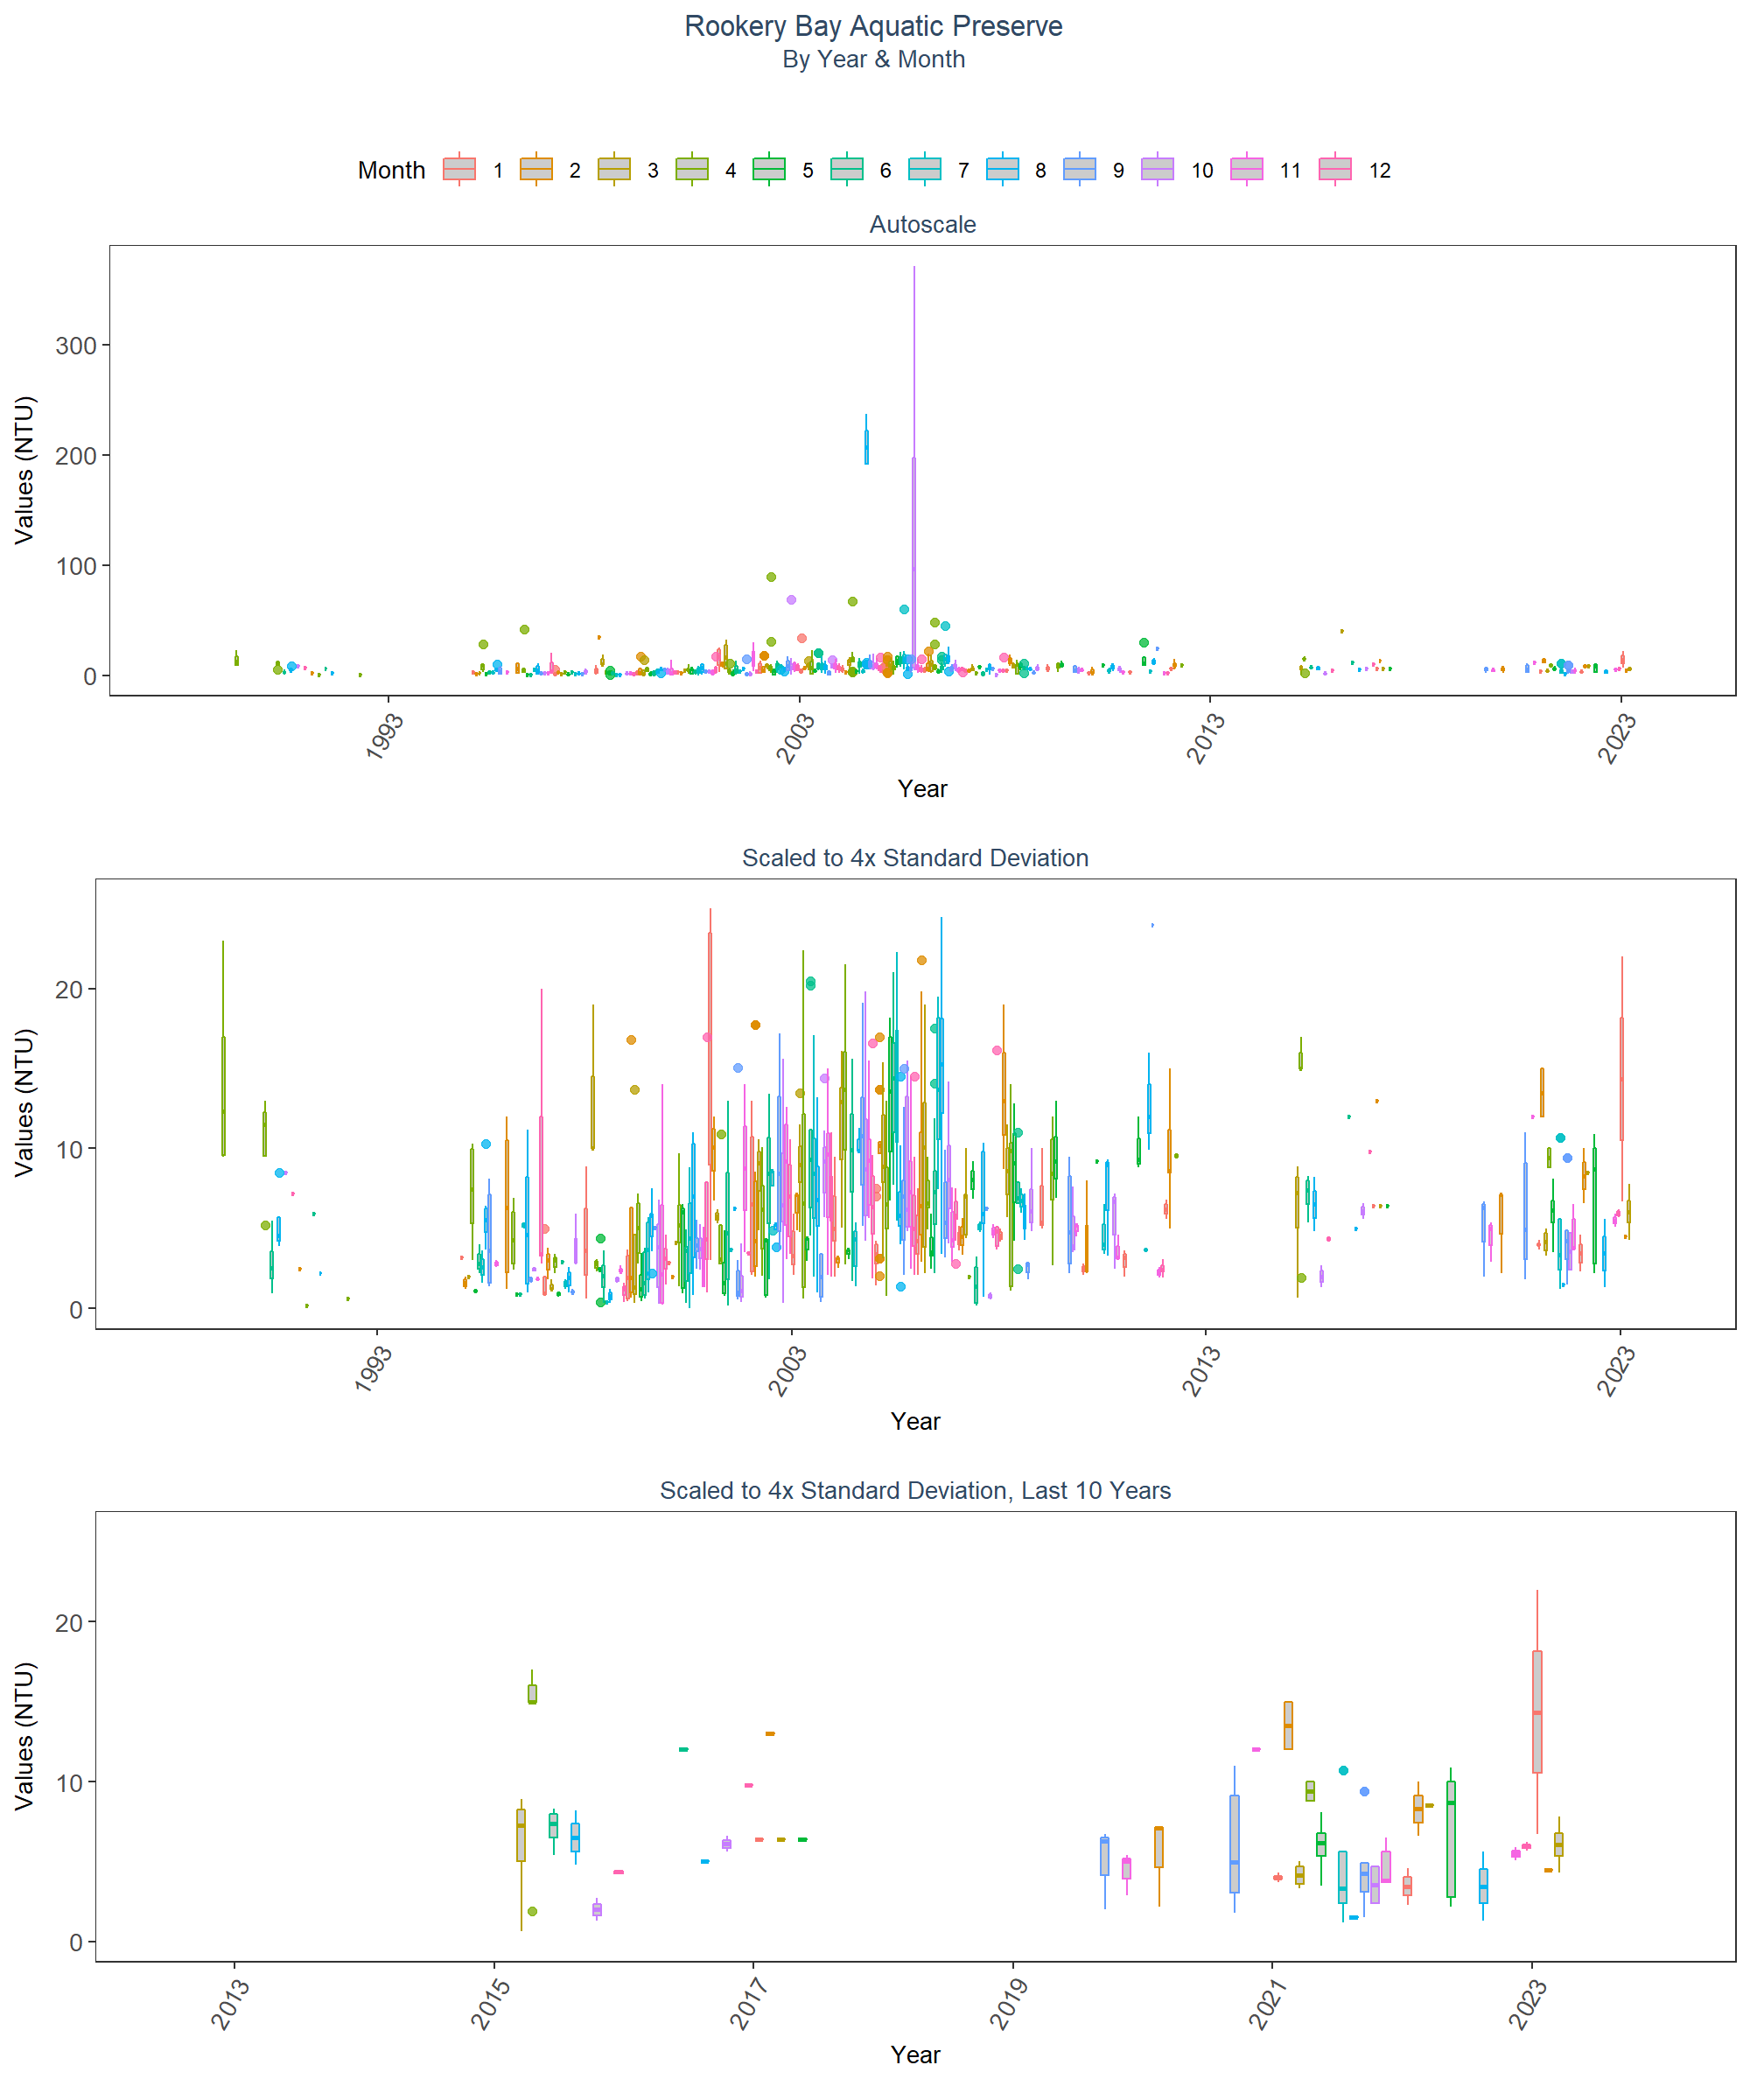 Rookery Bay Aquatic Preserve
By Year & Month
Month 1 2 3 4 5 6 7 8 9 10 11 12
Autoscale
Values (NTU)
300
200
100
0
1993 2003 2013 2023
Year
Scaled to 4x Standard Deviation
Values (NTU)
20
10
0
1993 2003 2013 2023
Year
Scaled to 4x Standard Deviation, Last 10 Years
Values (NTU)
20
10
0
2013 2015 2017 2019 2021 2023
Year